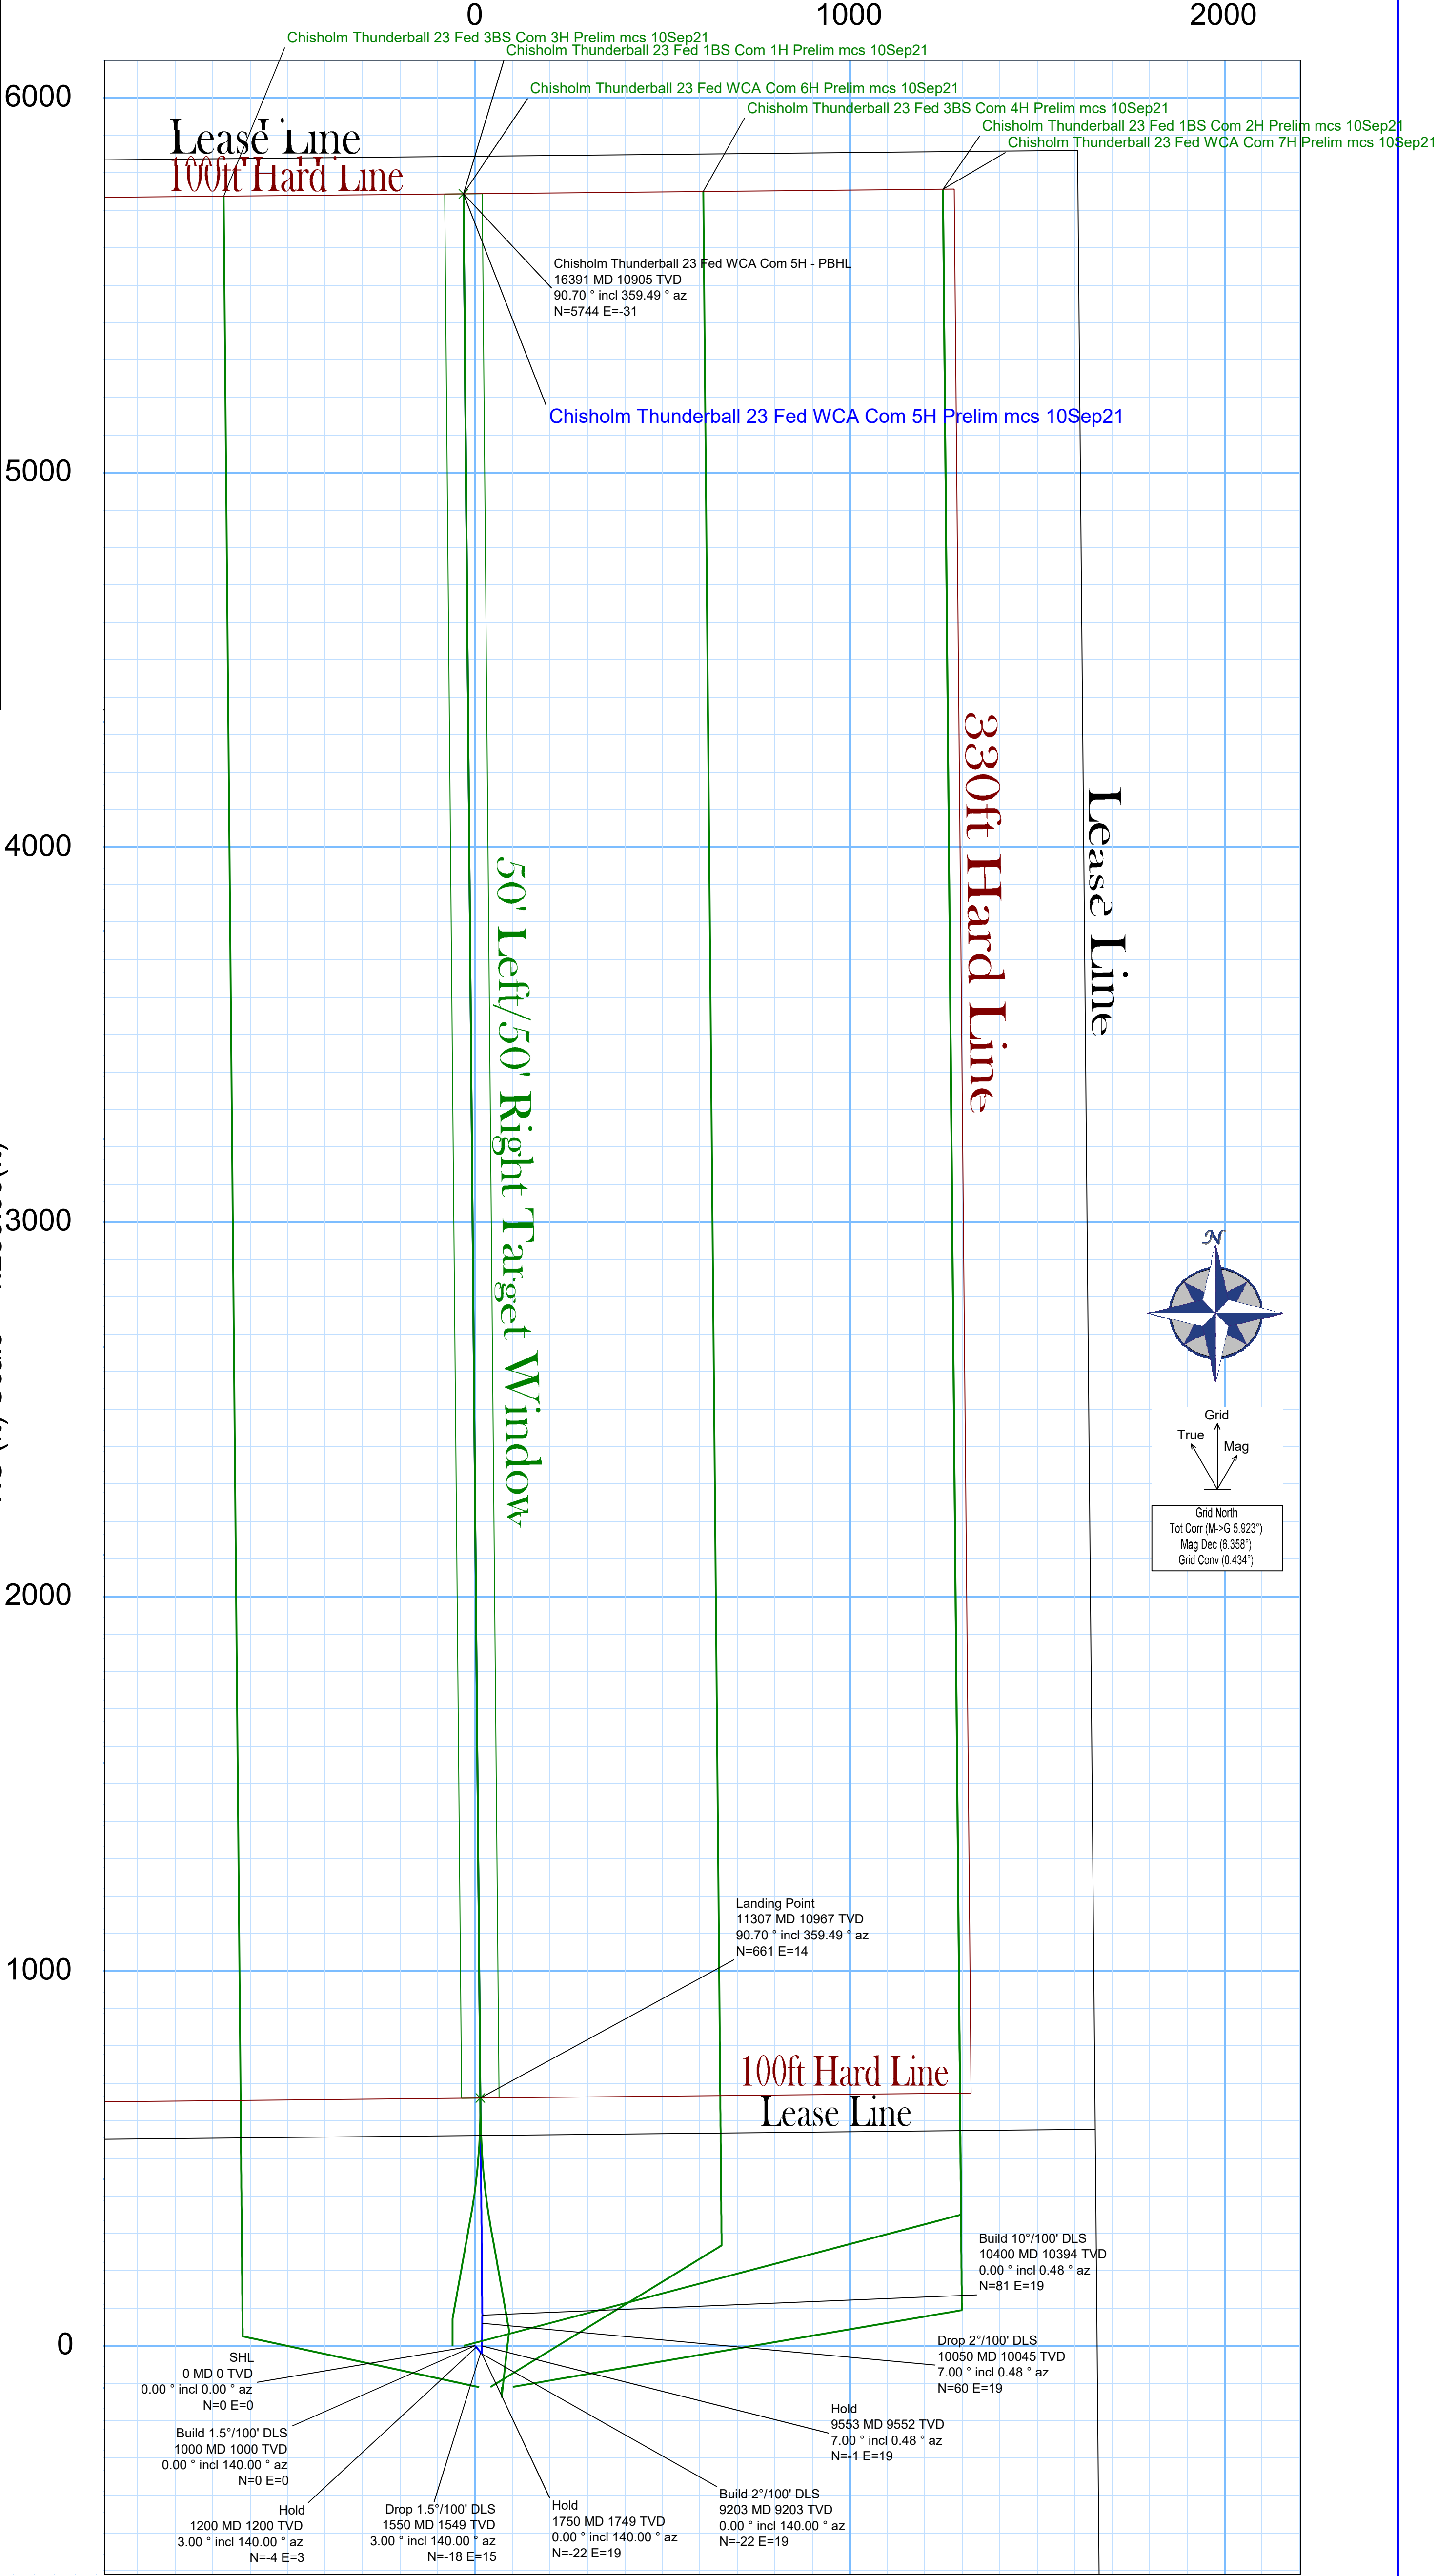 0 1000 2000
Chisholm Thunderball 23 Fed 3BS Com 3H Prelim mcs 10Sep21
Chisholm Thunderball 23 Fed 1BS Com 1H Prelim mcs 10Sep21
Chisholm Thunderball 23 Fed WCA Com 6H Prelim mcs 10Sep21
Chisholm Thunderball 23 Fed 3BS Com 4H Prelim mcs 10Sep21
Chisholm Thunderball 23 Fed 1BS Com 2H Prelim mcs 10Sep21
Chisholm Thunderball 23 Fed WCA Com 7H Prelim mcs 10Sep21
6000
Lease Line
100ft Hard Line
Chisholm Thunderball 23 Fed WCA Com 5H - PBHL
16391 MD 10905 TVD
90.70 ° incl 359.49 ° az
N=5744 E=-31
Chisholm Thunderball 23 Fed WCA Com 5H Prelim mcs 10Sep21
5000
330ft Hard Line
Lease Line
4000
50' Left/50' Right Target Window
3000
N
Grid
True
Mag
Grid North
Tot Corr (M->G 5.923°)
Mag Dec (6.358°)
Grid Conv (0.434°)
2000
Landing Point
11307 MD 10967 TVD
90.70 ° incl 359.49 ° az
N=661 E=14
1000
100ft Hard Line
Lease Line
Build 10°/100' DLS
10400 MD 10394 TVD
0.00 ° incl 0.48 ° az
N=81 E=19
0
Drop 2°/100' DLS
10050 MD 10045 TVD
7.00 ° incl 0.48 ° az
N=60 E=19
SHL
0 MD 0 TVD
0.00 ° incl 0.00 ° az
N=0 E=0
Hold
9553 MD 9552 TVD
7.00 ° incl 0.48 ° az
N=-1 E=19
Build 1.5°/100' DLS
1000 MD 1000 TVD
0.00 ° incl 140.00 ° az
N=0 E=0
Build 2°/100' DLS
9203 MD 9203 TVD
0.00 ° incl 140.00 ° az
N=-22 E=19
Hold
1200 MD 1200 TVD
3.00 ° incl 140.00 ° az
N=-4 E=3
Drop 1.5°/100' DLS
1550 MD 1549 TVD
3.00 ° incl 140.00 ° az
N=-18 E=15
Hold
1750 MD 1749 TVD
0.00 ° incl 140.00 ° az
N=-22 E=19